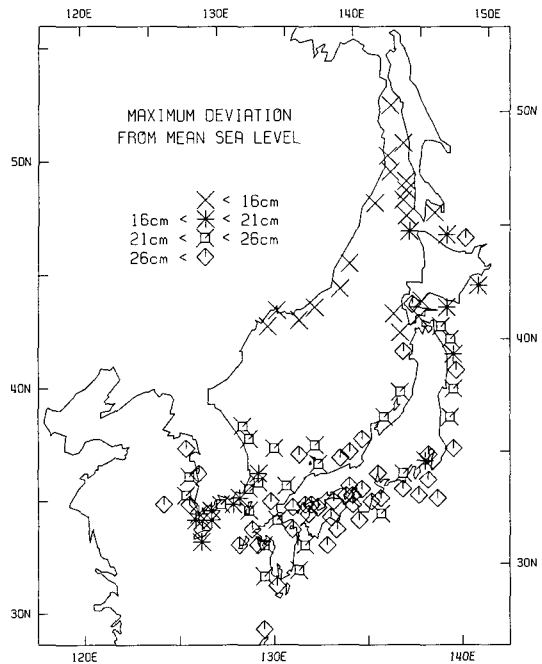 120E 130E 140E 150E
MAXIMUM DEVIATION
FROM MEAN SEA LEVEL
50N
50N
< 16cm
16cm < < 21cm
21cm < < 26cm
26cm <
40N
40N
30N
30N
120E 130E 140E